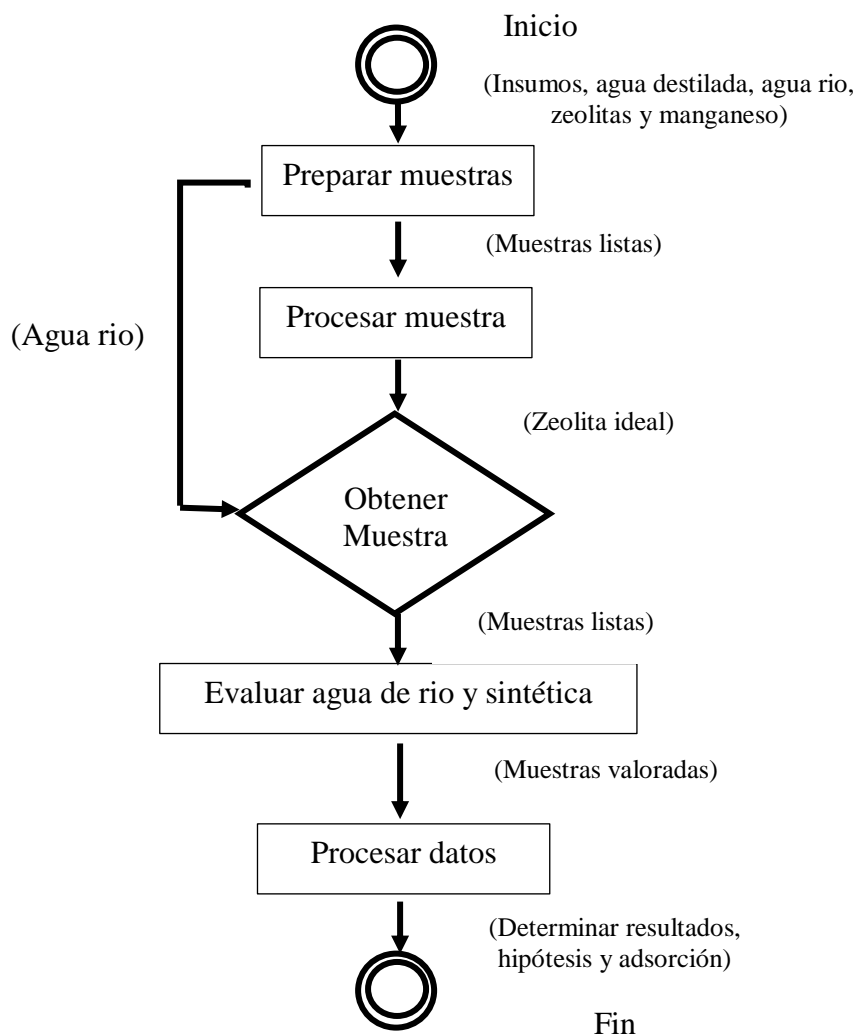 Inicio
(Insumos, agua destilada, agua rio,
zeolitas y manganeso)
Preparar muestras
(Muestras listas)
Procesar muestra
(Agua rio)
(Zeolita ideal)
Obtener
Muestra
(Muestras listas)
Evaluar agua de rio y sintética
(Muestras valoradas)
Procesar datos
(Determinar resultados,
hipótesis y adsorción)
Fin